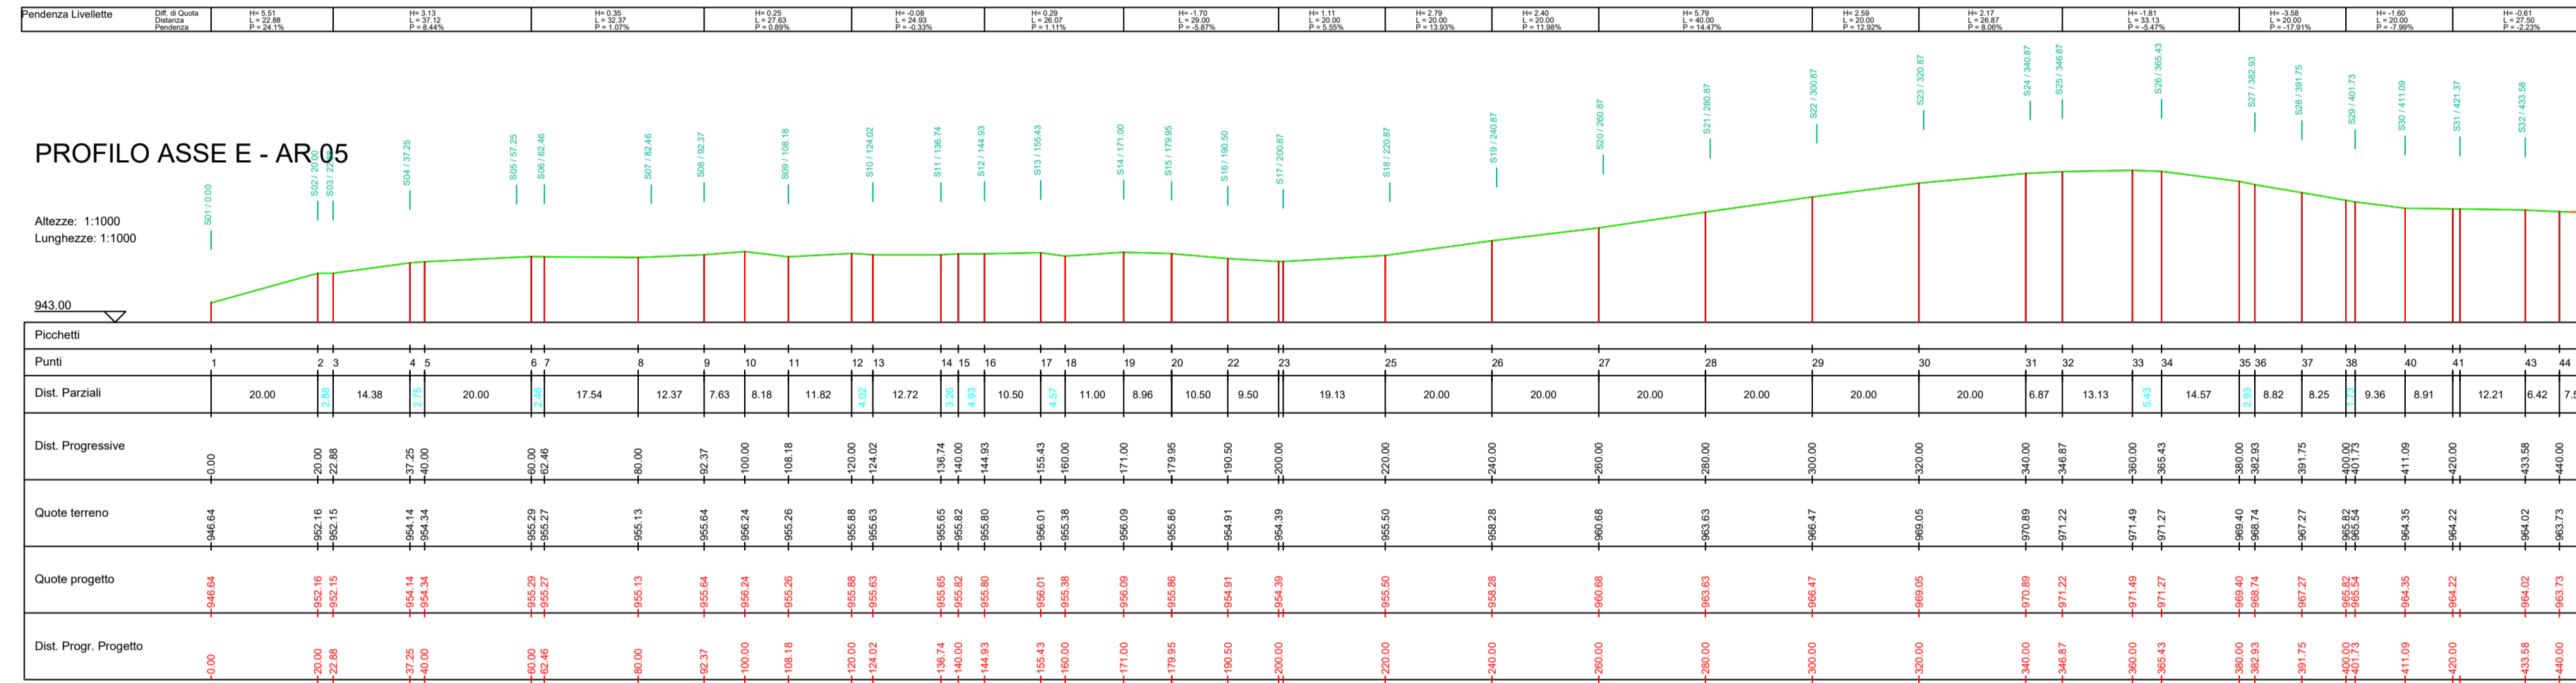 Pendenza Livellette
Diff. di Quota H= 5.51 H= 3.13 H= 0.35 H= 0.25 H= -0.08 H= 0.29 H= -1.70 H= 1.11 H= 2.79 H= 2.40 H= 5.79 H= 2.59 H= 2.17 H= -1.81 H= -3.58 H= -1.60 H= -0.61
Distanza L = 22.88 L = 37.12 L = 32.37 L = 27.63 L = 24.93 L = 26.07 L = 29.00 L = 20.00 L = 20.00 L = 20.00 L = 40.00 L = 20.00 L = 26.87 L = 33.13 L = 20.00 L = 20.00 L = 27.50
Pendenza P = 24.1% P = 8.44% P = 1.07% P = 0.89% P = -0.33% P = 1.11% P = -5.87% P = 5.55% P = 13.93% P = 11.98% P = 14.47% P = 12.92% P = 8.06% P = -5.47% P = -17.91% P = -7.99% P = -2.23%
S01 / 0.00 S02 / 20.00 S03 / 22.88 S04 / 37.25 S05 / 57.25 S06 / 62.46 S07 / 82.46 S08 / 92.37 S09 / 108.18 S10 / 124.02 S11 / 136.74 S12 / 144.93 S13 / 155.43 S14 / 171.00 S15 / 179.95 S16 / 190.50 S17 / 200.87 S18 / 220.87 S19 / 240.87 S20 / 260.87 S21 / 280.87 S22 / 300.87 S23 / 320.87 S24 / 340.87 S25 / 346.87 S26 / 365.43 S27 / 382.93 S28 / 391.75 S29 / 401.73 S30 / 411.09 S31 / 421.37 S32 / 433.58
PROFILO ASSE E - AR 05
Altezze: 1:1000
Lunghezze: 1:1000
943.00
Picchetti
Punti 1 2 3 4 5 6 7 8 9 10 11 12 13 14 15 16 17 18 19 20 22 23 25 26 27 28 29 30 31 32 33 34 35 36 37 38 40 41 43 44
Dist. Parziali 20.00 2.88 14.38 2.75 20.00 2.46 17.54 12.37 7.63 8.18 11.82 4.02 12.72 3.26 4.93 10.50 4.57 11.00 8.96 10.50 9.50 19.13 20.00 20.00 20.00 20.00 20.00 20.00 6.87 13.13 5.43 14.57 2.93 8.82 8.25 1.73 9.36 8.91 12.21 6.42
Dist. Progressive 0.00 20.00 22.88 37.25 40.00 60.00 62.46 80.00 92.37 100.00 108.18 120.00 124.02 136.74 140.00 144.93 155.43 160.00 171.00 179.95 190.50 200.00 220.00 240.00 260.00 280.00 300.00 320.00 340.00 346.87 360.00 365.43 380.00 382.93 391.75 400.00 401.73 411.09 420.00 433.58 440.00
Quote terreno 946.64 952.16 952.15 954.14 954.34 955.29 955.27 955.13 955.64 956.24 955.26 955.88 955.63 955.65 955.82 955.80 956.01 955.38 956.09 955.86 954.91 954.39 955.50 958.28 960.68 963.63 966.47 969.05 970.89 971.22 971.49 971.27 969.40 968.74 967.27 965.82 965.54 964.35 964.22 964.02 963.73
Quote progetto 946.64 952.16 952.15 954.14 954.34 955.29 955.27 955.13 955.64 956.24 955.26 955.88 955.63 955.65 955.82 955.80 956.01 955.38 956.09 955.86 954.91 954.39 955.50 958.28 960.68 963.63 966.47 969.05 970.89 971.22 971.49 971.27 969.40 968.74 967.27 965.82 965.54 964.35 964.22 964.02 963.73
Dist. Progr. Progetto 0.00 20.00 22.88 37.25 40.00 60.00 62.46 80.00 92.37 100.00 108.18 120.00 124.02 136.74 140.00 144.93 155.43 160.00 171.00 179.95 190.50 200.00 220.00 240.00 260.00 280.00 300.00 320.00 340.00 346.87 360.00 365.43 380.00 382.93 391.75 400.00 401.73 411.09 420.00 433.58 440.00